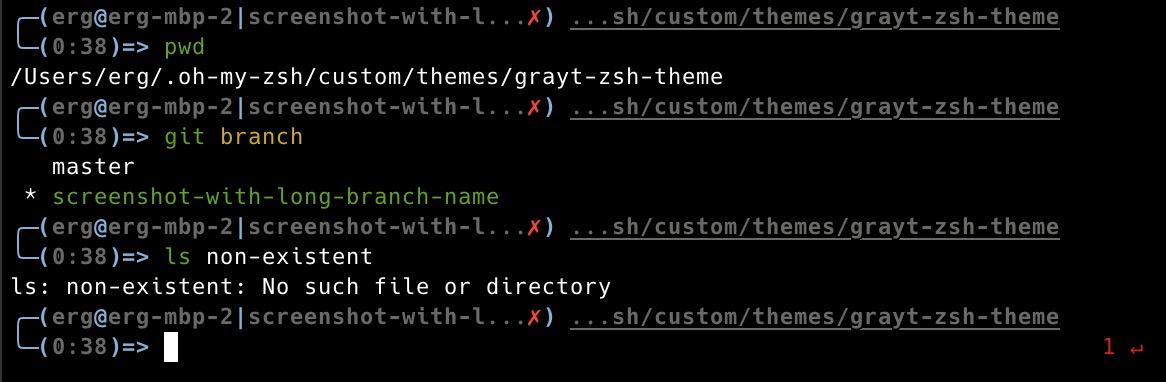 (erg@erg-mbp-2|screenshot-with-l...✗) ...sh/custom/themes/grayt-zsh-theme
(0:38)=> pwd
/Users/erg/.oh-my-zsh/custom/themes/grayt-zsh-theme
(erg@erg-mbp-2|screenshot-with-l...✗) ...sh/custom/themes/grayt-zsh-theme
(0:38)=> git branch
master
* screenshot-with-long-branch-name
(erg@erg-mbp-2|screenshot-with-l...✗) ...sh/custom/themes/grayt-zsh-theme
(0:38)=> ls non-existent
ls: non-existent: No such file or directory
(erg@erg-mbp-2|screenshot-with-l...✗) ...sh/custom/themes/grayt-zsh-theme
(0:38)=> 1 ↵